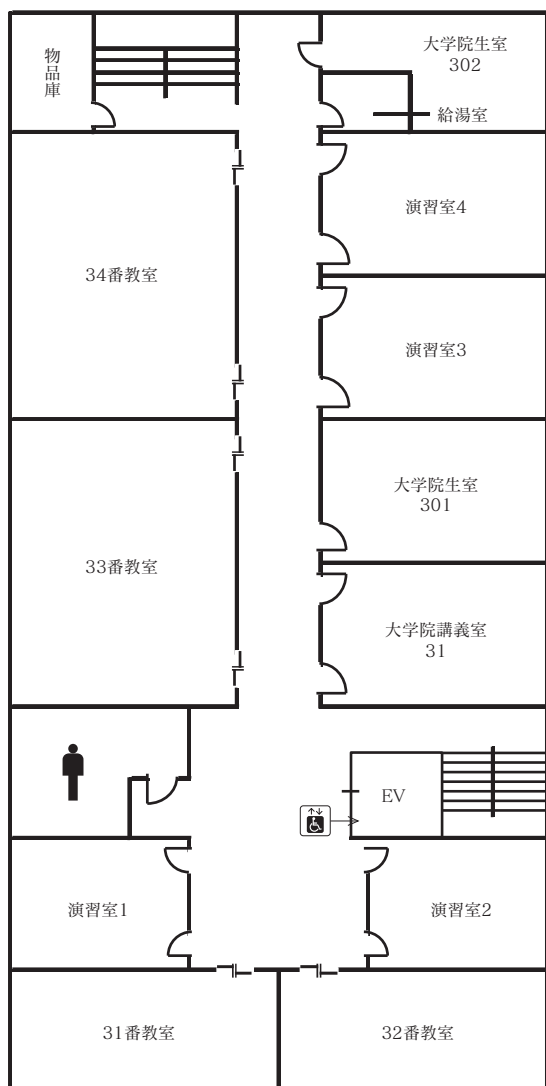 物品庫
大学院生室
302
給湯室
演習室4
34番教室
演習室3
大学院生室
301
33番教室
大学院講義室
31
EV
演習室1
演習室2
31番教室
32番教室